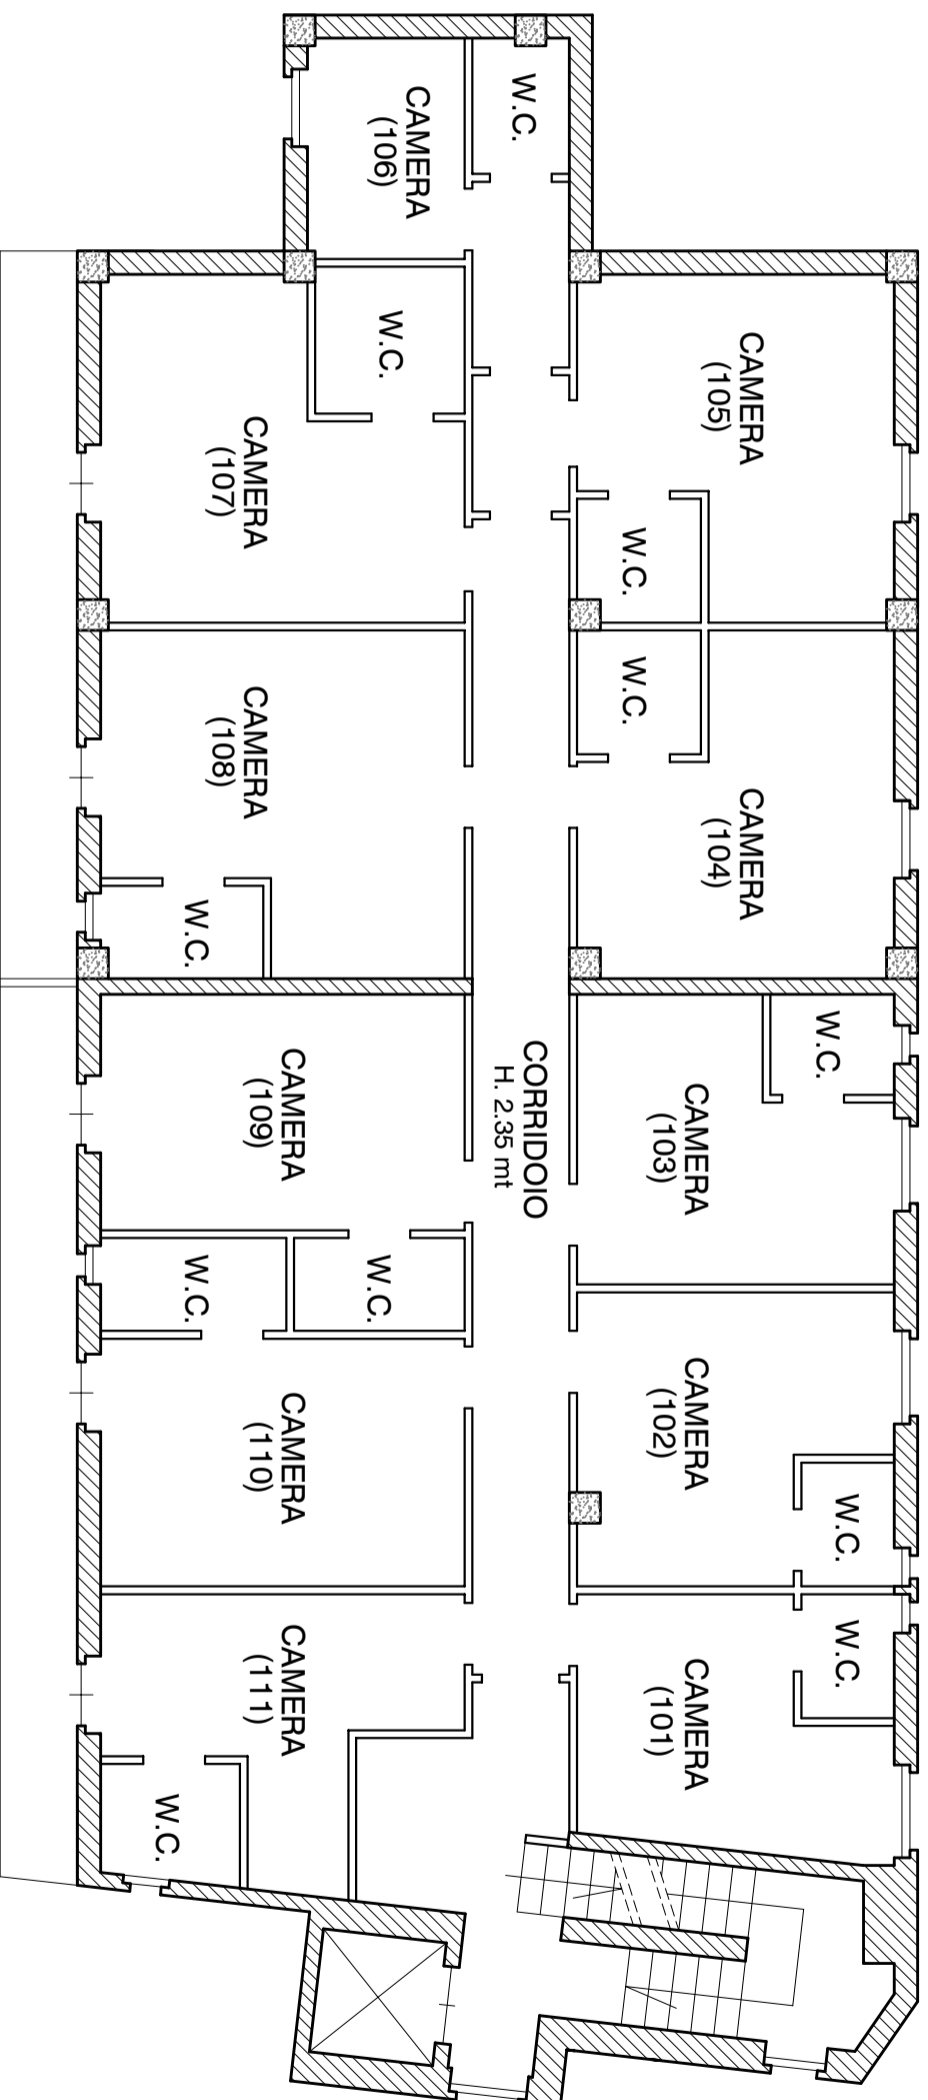 W.C.
CAMERA
(106)
W.C.
CAMERA
(105)
CAMERA
(107)
W.C.
W.C.
CAMERA
(108)
CAMERA
(104)
W.C.
W.C.
CORRIDOIO
H. 2.35 mt
CAMERA
(109)
CAMERA
(103)
W.C.
W.C.
CAMERA
(102)
CAMERA
(110)
W.C.
W.C.
CAMERA
(111)
CAMERA
(101)
W.C.